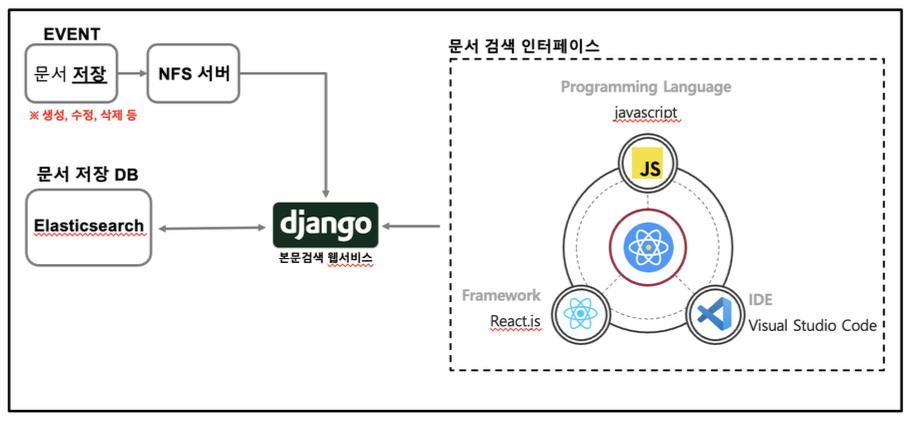 EVENT
문서 저장
NFS 서버
※ 생성, 수정, 삭제 등
문서 저장 DB
Elasticsearch
django
본문검색 웹서비스
문서 검색 인터페이스
Programming Language
javascript
JS
Framework
React.js
IDE
Visual Studio Code